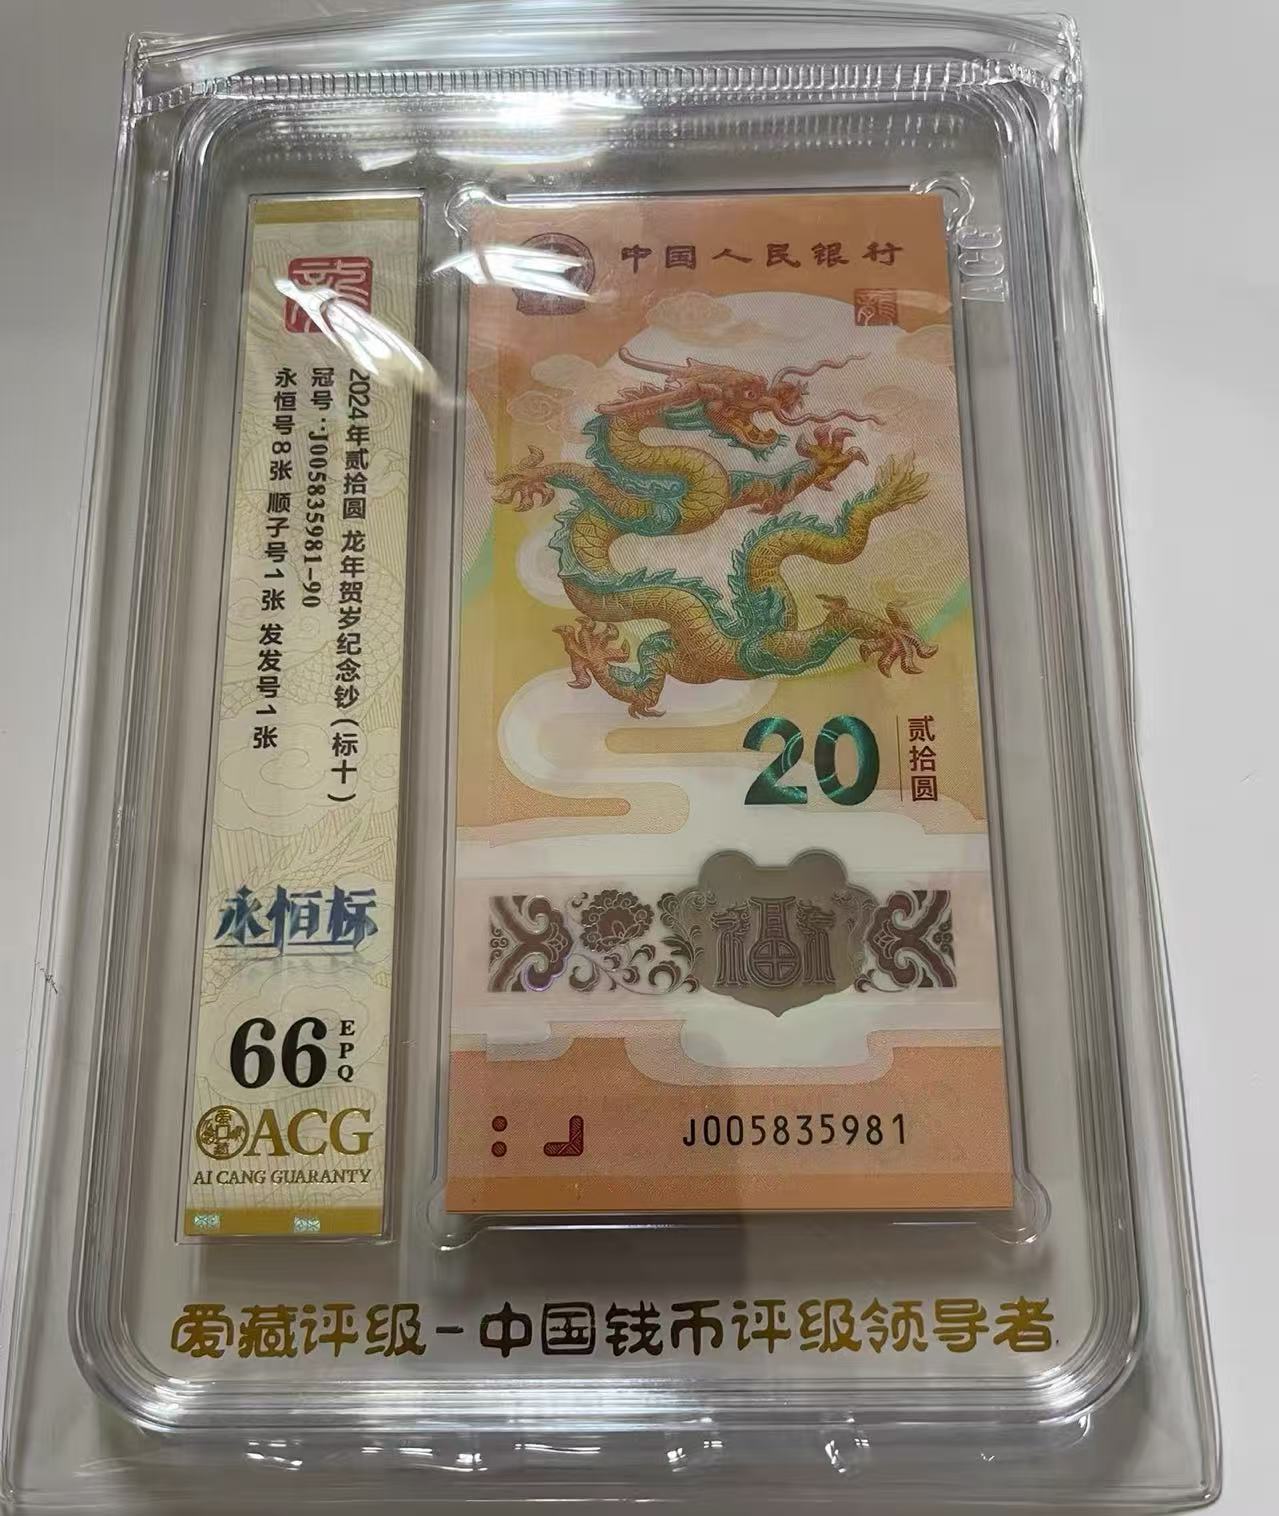 龍
2024年贰拾圆 龙年贺岁纪念钞(标十)
冠号:J005835981-90
永恒号8张 顺子号1张 发发号1张
永恒标
66 EPQ
ACG
AI CANG GUARANTY
ACG
中国人民银行
龍
20 贰拾圆
J005835981
爱藏评级-中国钱币评级领导者